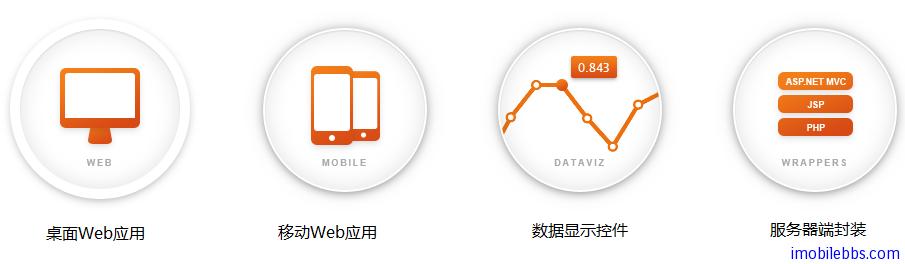 0.843
ASP.NET MVC
JSP
PHP
WEB
MOBILE
DATAVIZ
WRAPPERS
桌面Web应用
移动Web应用
数据显示控件
服务器端封装
imobilebbs.com